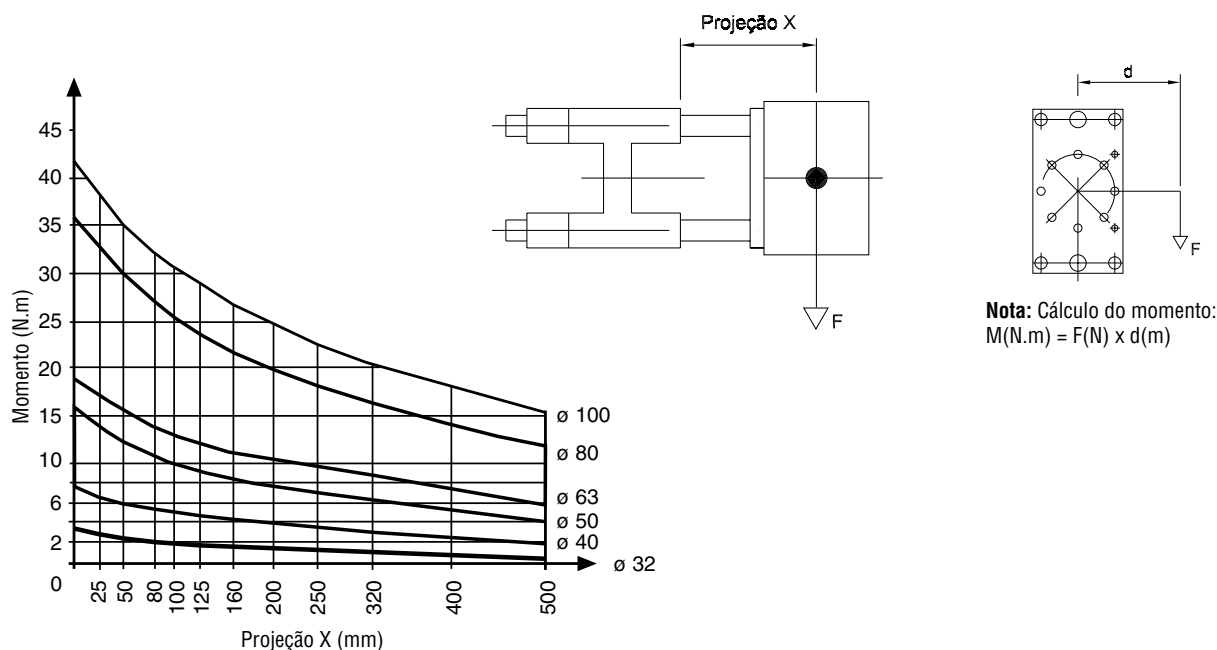 Projeção X
F
d
F
Nota: Cálculo do momento:
M(N.m) = F(N) x d(m)
Momento (N.m)
45
40
35
30
25
20
15
10
6
2
0
25
50
80
100
125
160
200
250
320
400
500
Projeção X (mm)
ø 100
ø 80
ø 63
ø 50
ø 40
ø 32